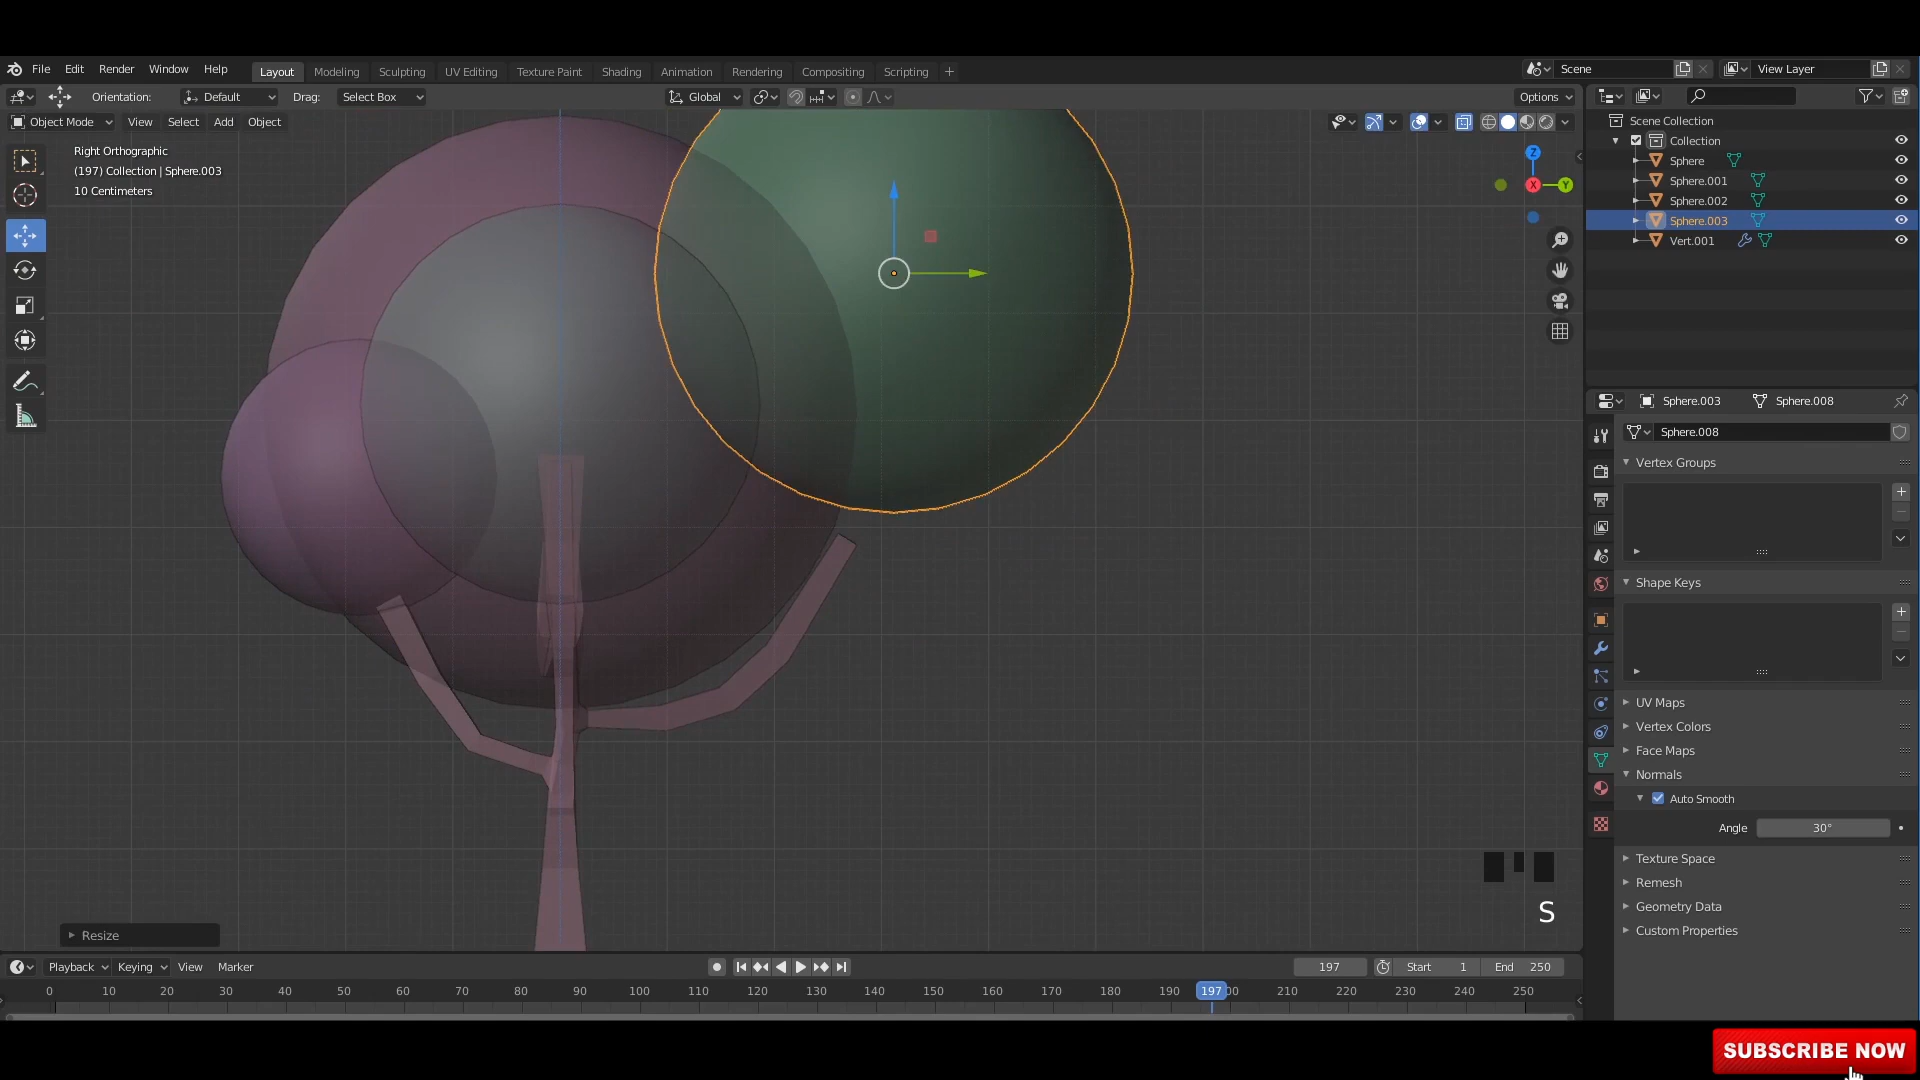 File Edit Render Window Help Layout Modeling Sculpting UV Editing Texture Paint Shading Animation Rendering Compositing Scripting + Scene View Layer
Orientation: Default Drag: Select Box Global Options
Object Mode View Select Add Object
Right Orthographic
(197) Collection | Sphere.003
10 Centimeters
Z
X
Y
S
Resize
Scene Collection
Collection
Sphere
Sphere.001
Sphere.002
Sphere.003
Vert.001
Sphere.003 Sphere.008
Sphere.008
Vertex Groups
Shape Keys
UV Maps
Vertex Colors
Face Maps
Normals
Auto Smooth
Angle 30°
Texture Space
Remesh
Geometry Data
Custom Properties
Playback Keying View Marker 197 Start 1 End 250
0 10 20 30 40 50 60 70 80 90 100 110 120 130 140 150 160 170 180 190 197 210 220 230 240 250
SUBSCRIBE NOW